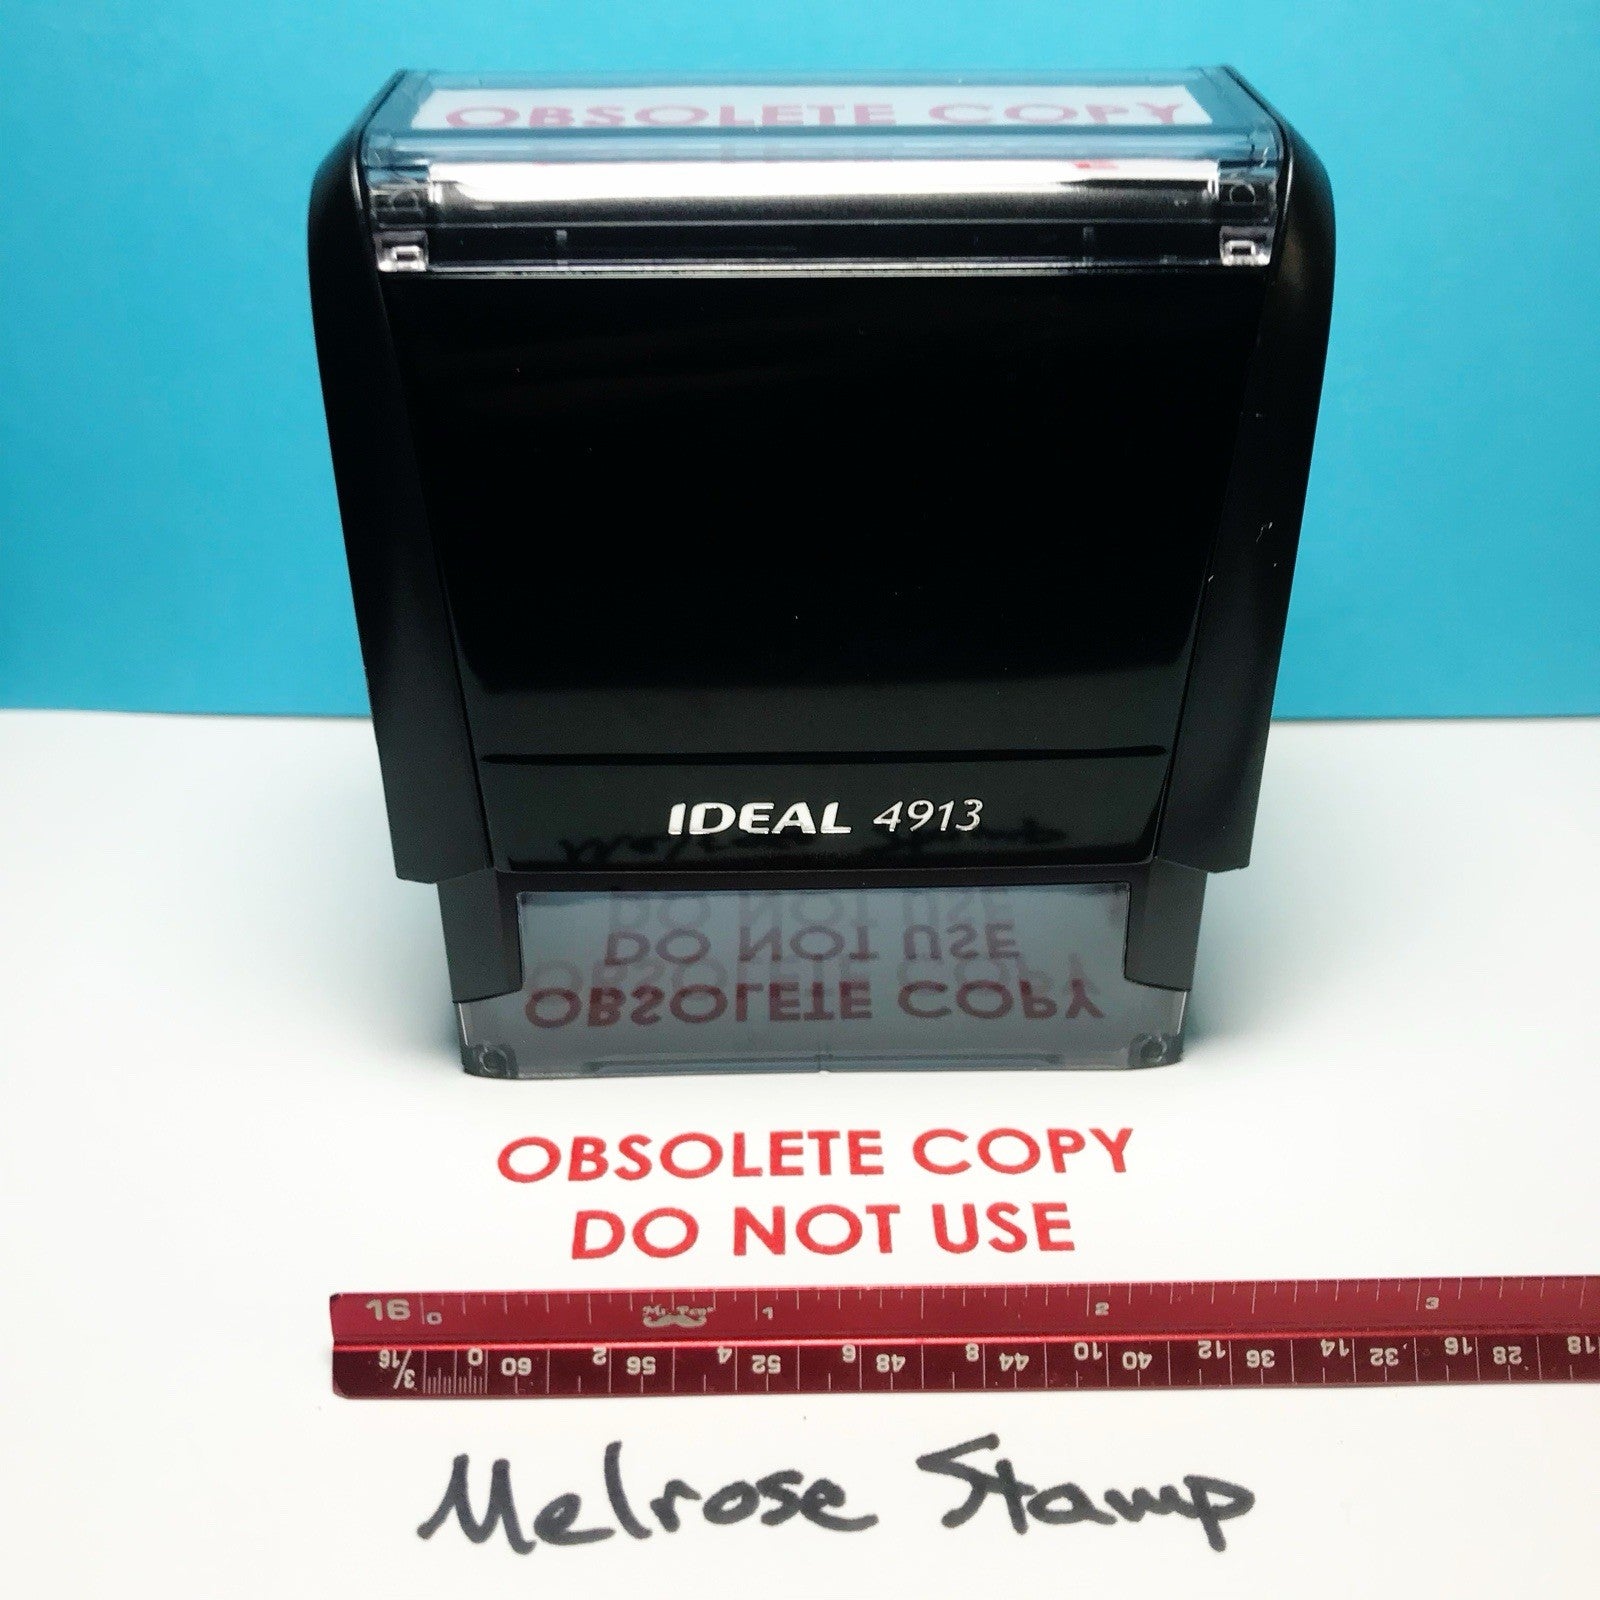 OBSOLETE COPY
IDEAL 4913
DO NOT USE
OBSOLETE COPY
OBSOLETE COPY
DO NOT USE
16 0 1 2 3
3/16 0 60 2 56 4 52 6 48 8 44 10 40 12 36 14 32 16 28 18
Melrose Stamp